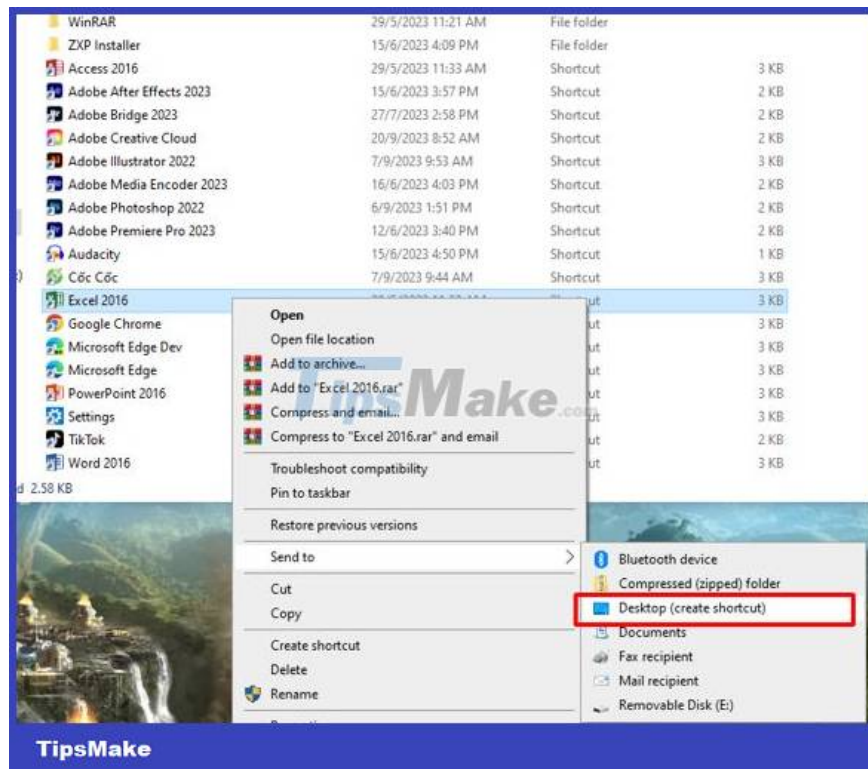 WinRAR 29/5/2023 11:21 AM File folder
ZXP Installer 15/6/2023 4:09 PM File folder
Access 2016 29/5/2023 11:33 AM Shortcut 3 KB
Adobe After Effects 2023 15/6/2023 3:57 PM Shortcut 2 KB
Adobe Bridge 2023 27/7/2023 2:58 PM Shortcut 2 KB
Adobe Creative Cloud 20/9/2023 8:52 AM Shortcut 2 KB
Adobe Illustrator 2022 7/9/2023 9:53 AM Shortcut 3 KB
Adobe Media Encoder 2023 16/6/2023 4:03 PM Shortcut 2 KB
Adobe Photoshop 2022 6/9/2023 1:51 PM Shortcut 2 KB
Adobe Premiere Pro 2023 12/6/2023 3:40 PM Shortcut 2 KB
Audacity 15/6/2023 4:50 PM Shortcut 1 KB
Cốc Cốc 7/9/2023 9:44 AM Shortcut 3 KB
Excel 2016 3 KB
Google Chrome 3 KB
Microsoft Edge Dev 3 KB
Microsoft Edge 3 KB
PowerPoint 2016 3 KB
Settings 3 KB
TikTok 2 KB
Word 2016 3 KB
2.58 KB
Open
Open file location
Add to archive...
Add to "Excel 2016.rar"
Compress and email...
Compress to "Excel 2016.rar" and email
TipsMake.com
Troubleshoot compatibility
Pin to taskbar
Restore previous versions
Send to
Cut
Copy
Create shortcut
Delete
Rename
Bluetooth device
Compressed (zipped) folder
Desktop (create shortcut)
Documents
Fax recipient
Mail recipient
Removable Disk (E:)
TipsMake